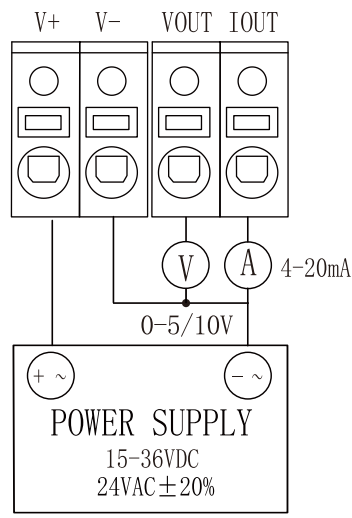 V+ V- VOUT IOUT
V A 4-20mA
0-5/10V
+ ~ - ~
POWER SUPPLY
15-36VDC
24VAC±20%